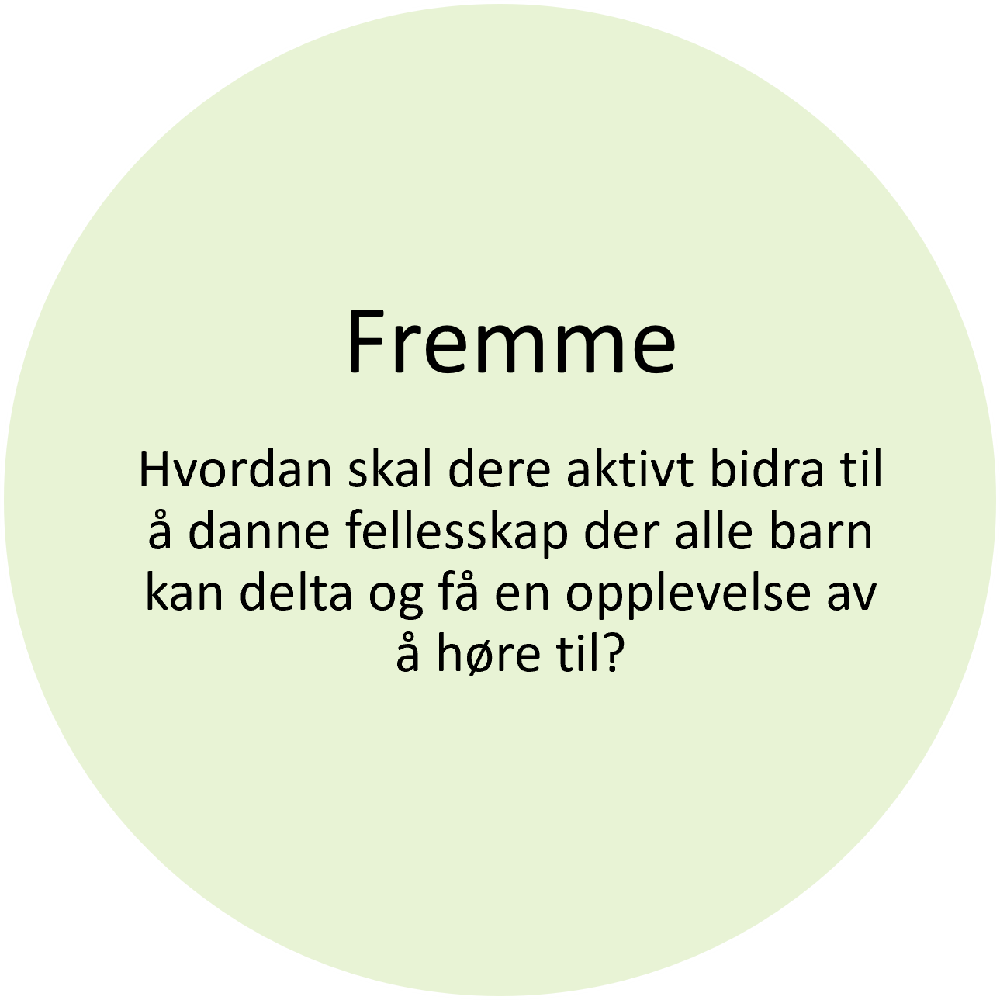 Fremme
Hvordan skal dere aktivt bidra til
å danne fellesskap der alle barn
kan delta og få en opplevelse av
å høre til?